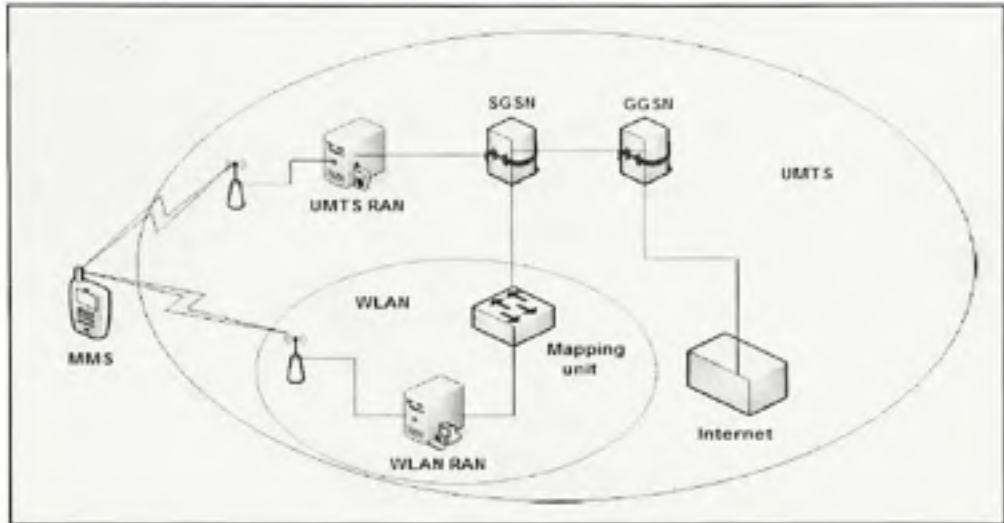 SGSN
GGSN
UMTS
UMTS RAN
WLAN
MMS
Mapping
unit
Internet
WLAN RAN